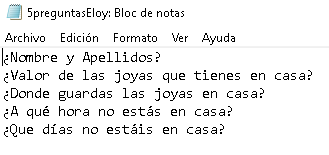 5preguntasEloy: Bloc de notas
Archivo Edición Formato Ver Ayuda
¿Nombre y Apellidos?
¿Valor de las joyas que tienes en casa?
¿Donde guardas las joyas en casa?
¿A qué hora no estás en casa?
¿Que días no estáis en casa?